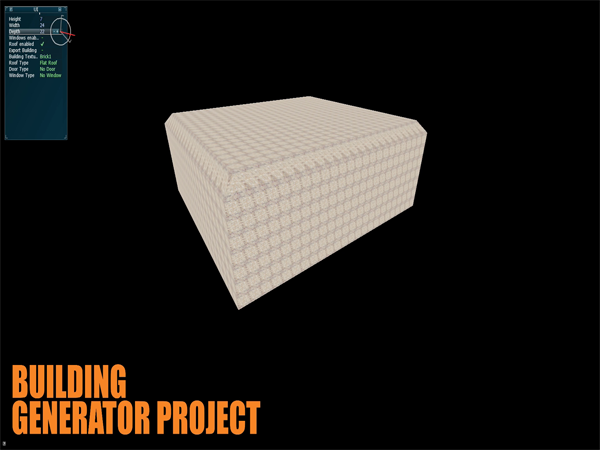 UI
Height 7
Width 24
Depth
Windows enab..
Roof enabled ✓
Export Building
Building Textu.. Brick1
Roof Type Flat Roof
Door Type No Door
Window Type No Window
BUILDING
GENERATOR PROJECT